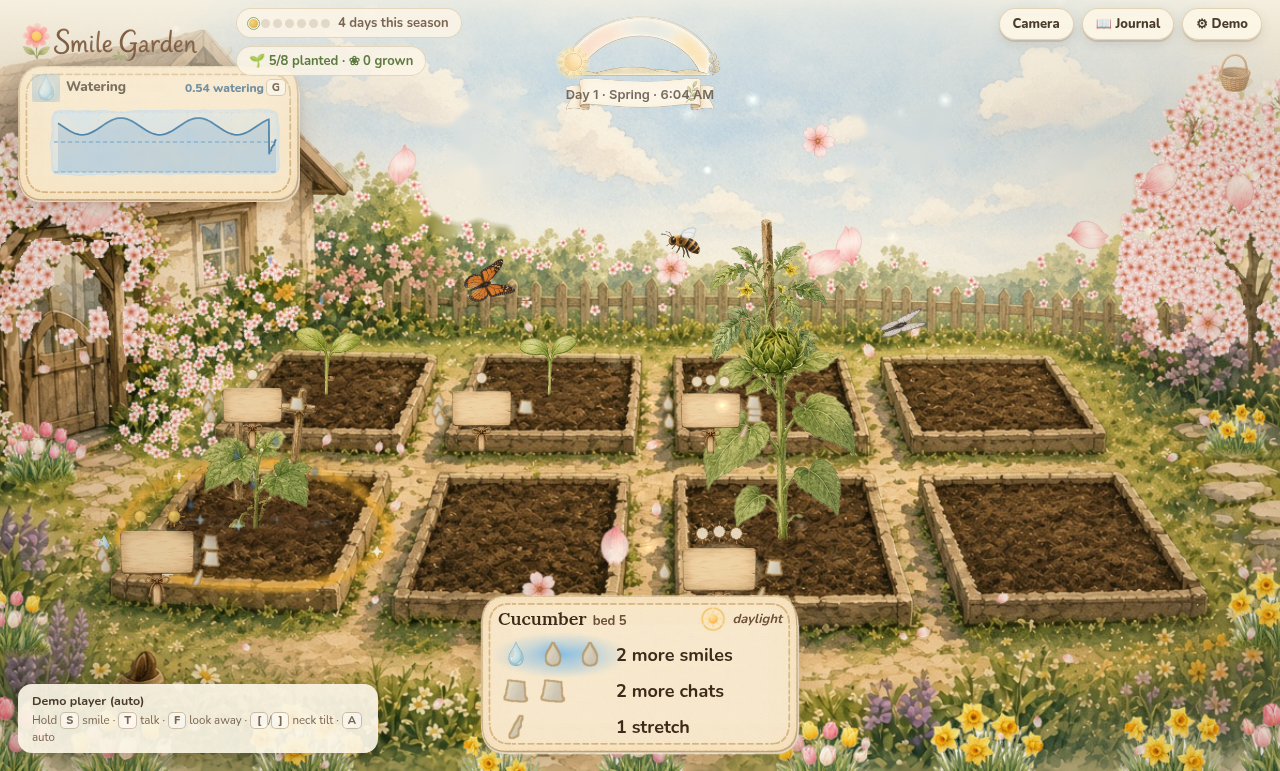 Smile Garden
4 days this season
5/8 planted · ❀ 0 grown
Watering
0.54 watering G
Day 1 · Spring · 6:04 AM
Camera
Journal
Demo
Cucumber bed 5
daylight
2 more smiles
2 more chats
1 stretch
Demo player (auto)
Hold S smile · T talk · F look away · [ / ] neck tilt · A
auto